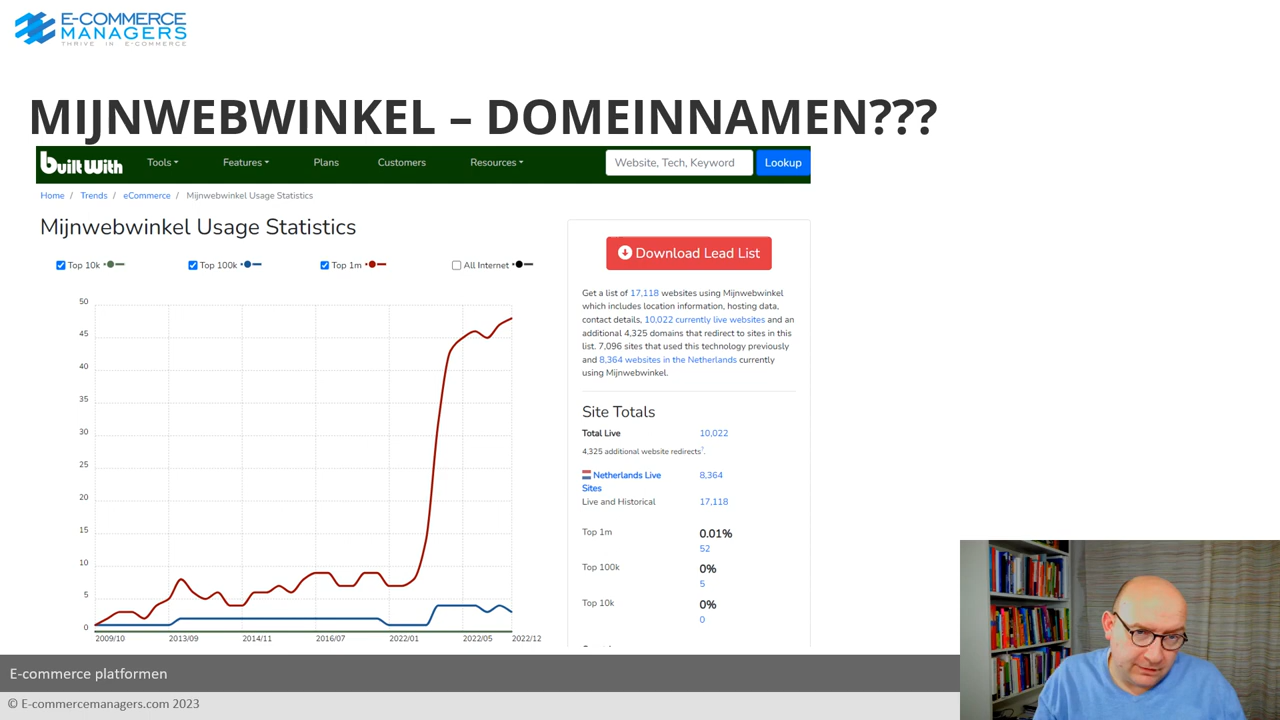 E-COMMERCE
MANAGERS
THRIVE IN E-COMMERCE
MIJNWEBWINKEL – DOMEINNAMEN???
builtwith Tools Features Plans Customers Resources Website, Tech, Keyword Lookup
Home / Trends / eCommerce / Mijnwebwinkel Usage Statistics
Mijnwebwinkel Usage Statistics
Top 10k Top 100k Top 1m All Internet
50
45
40
35
30
25
20
15
10
5
0
2009/10 2013/09 2014/11 2016/07 2022/01 2022/05 2022/12
Download Lead List
Get a list of 17,118 websites using Mijnwebwinkel
which includes location information, hosting data,
contact details, 10,022 currently live websites and an
additional 4,325 domains that redirect to sites in this
list. 7,096 sites that used this technology previously
and 8,364 websites in the Netherlands currently
using Mijnwebwinkel.
Site Totals
Total Live 10,022
4,325 additional website redirects?.
Netherlands Live 8,364
Sites
Live and Historical 17,118
Top 1m 0.01%
52
Top 100k 0%
5
Top 10k 0%
0
E-commerce platformen
© E-commercemanagers.com 2023